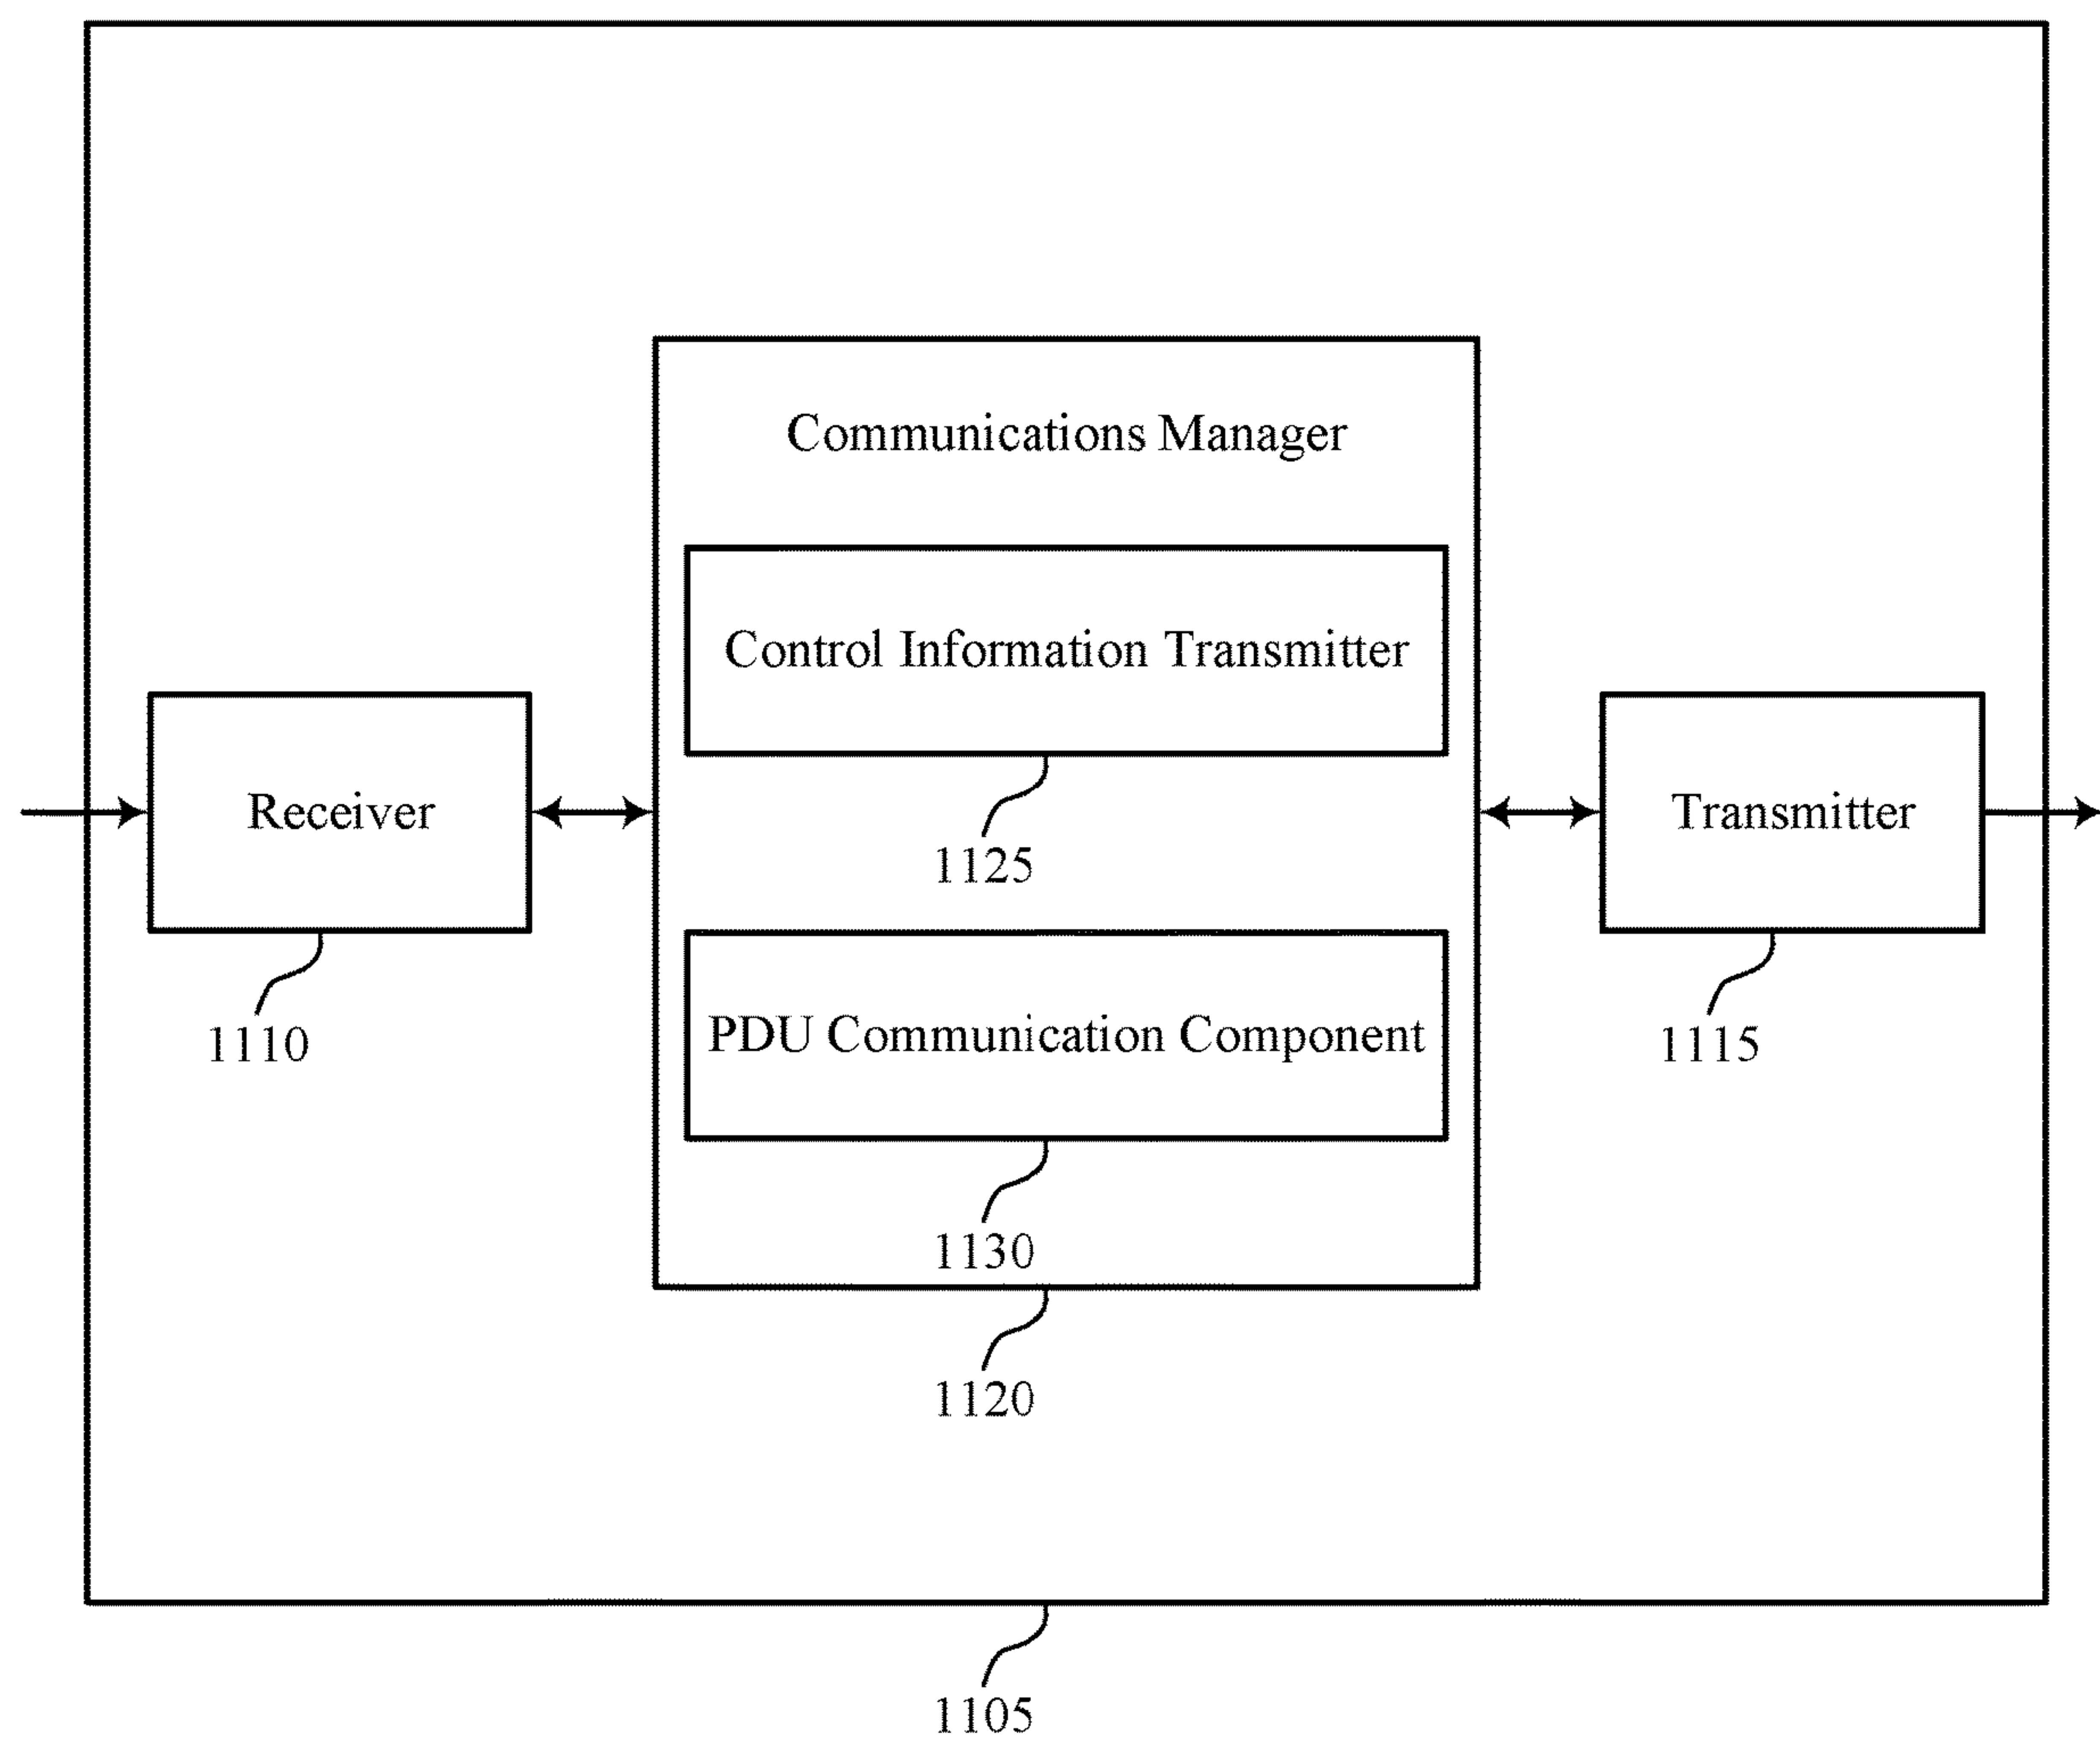 Communications Manager
Control Information Transmitter
1125
Receiver
1110
Transmitter
1115
PDU Communication Component
1130
1120
1105